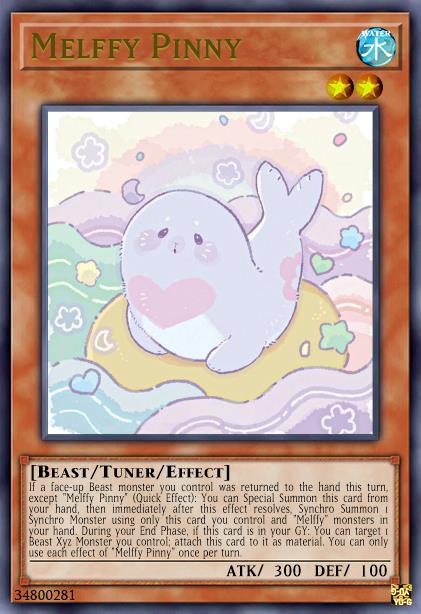 MELFFY PINNY
WATER
水
[BEAST/TUNER/EFFECT]
If a face-up Beast monster you control was returned to the hand this turn,
except "Melffy Pinny" (Quick Effect): You can Special Summon this card from
your hand, then immediately after this effect resolves, Synchro Summon 1
Synchro Monster using only this card you control and "Melffy" monsters in
your hand. During your End Phase, if this card is in your GY: You can target 1
Beast Xyz Monster you control; attach this card to it as material. You can only
use each effect of "Melffy Pinny" once per turn.
ATK/ 300 DEF/ 100
34800281